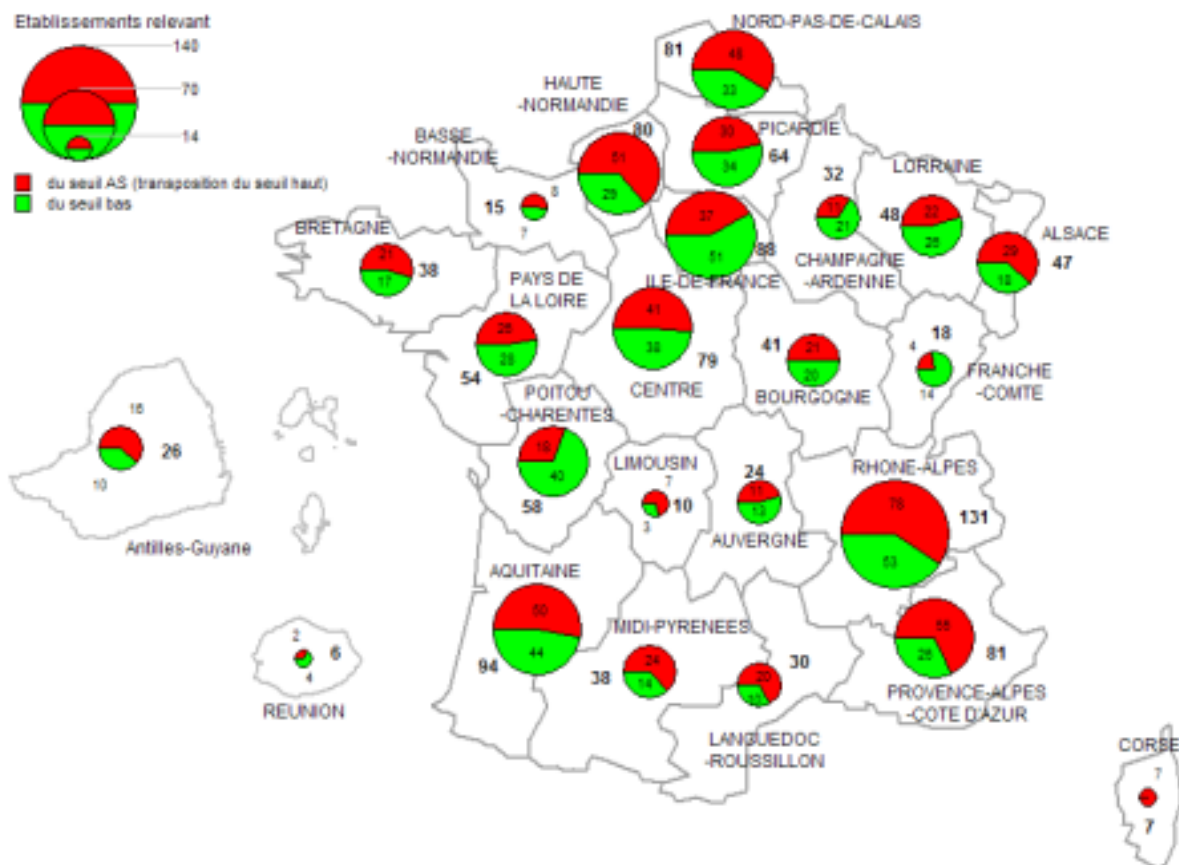 Etablissements relevant
140
70
14
du seuil AS (transposition du seuil haut)
du seuil bas
NORD-PAS-DE-CALAIS
81
48
33
HAUTE
-NORMANDIE
80
51
29
PICARDIE
30
34
64
BASSE
-NORMANDIE
15
8
7
32
11
21
CHAMPAGNE
-ARDENNE
LORRAINE
48
22
26
ALSACE
29
18
47
BRETAGNE
21
17
38
37
51
88
ILE-DE-FRANCE
PAYS DE
LA LOIRE
26
28
54
41
38
79
CENTRE
41
21
20
BOURGOGNE
18
4
14
FRANCHE
-COMTE
POITOU
-CHARENTES
18
40
58
LIMOUSIN
7
3
10
24
11
13
AUVERGNE
RHONE-ALPES
78
53
131
16
10
26
Antilles-Guyane
AQUITAINE
50
44
94
MIDI-PYRENEES
24
14
38
30
20
10
LANGUEDOC
-ROUSSILLON
55
26
81
PROVENCE-ALPES
-COTE D'AZUR
2
4
6
REUNION
CORSE
7
7